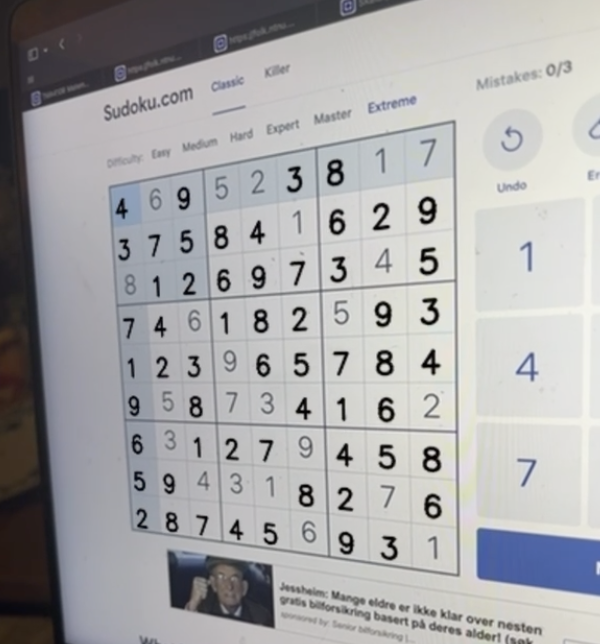 Sudoku.com
Classic
Killer
Mistakes: 0/3
Difficulty: Easy Medium Hard Expert Master Extreme
Undo
4 6 9 5 2 3 8 1 7
3 7 5 8 4 1 6 2 9
8 1 2 6 9 7 3 4 5
7 4 6 1 8 2 5 9 3
1 2 3 9 6 5 7 8 4
9 5 8 7 3 4 1 6 2
6 3 1 2 7 9 4 5 8
5 9 4 3 1 8 2 7 6
2 8 7 4 5 6 9 3 1
1
4
7
Jessheim: Mange eldre er ikke klar over nesten
gratis bilforsikring basert på deres alder! (søk
sponsored by: Senior bilforsikring |...